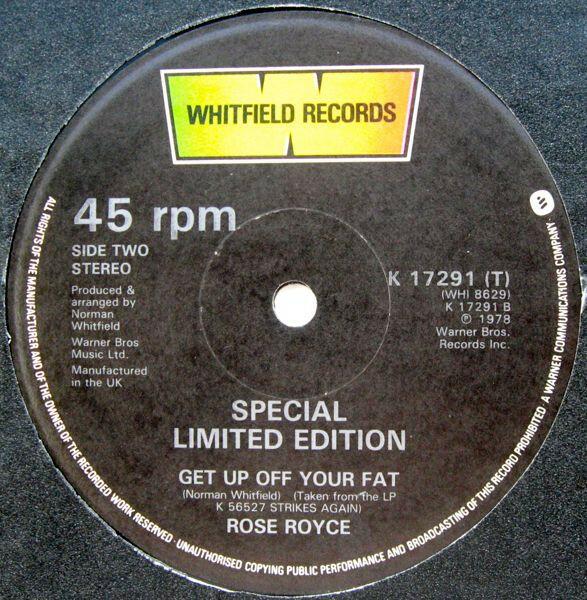 WHITFIELD RECORDS
45 rpm
SIDE TWO
STEREO
Produced &
arranged by
Norman
Whitfield
Warner Bros
Music Ltd.
Manufactured
in the UK
K 17291 (T)
(WHI 8629)
K 17291 B
℗ 1978
Warner Bros.
Records Inc.
SPECIAL
LIMITED EDITION
GET UP OFF YOUR FAT
(Norman Whitfield) (Taken from the LP
K 56527 STRIKES AGAIN)
ROSE ROYCE
ALL RIGHTS OF THE MANUFACTURER AND OF THE OWNER OF THE RECORDED WORK RESERVED · UNAUTHORISED COPYING PUBLIC PERFORMANCE AND BROADCASTING OF THIS RECORD PROHIBITED A WARNER COMMUNICATIONS COMPANY